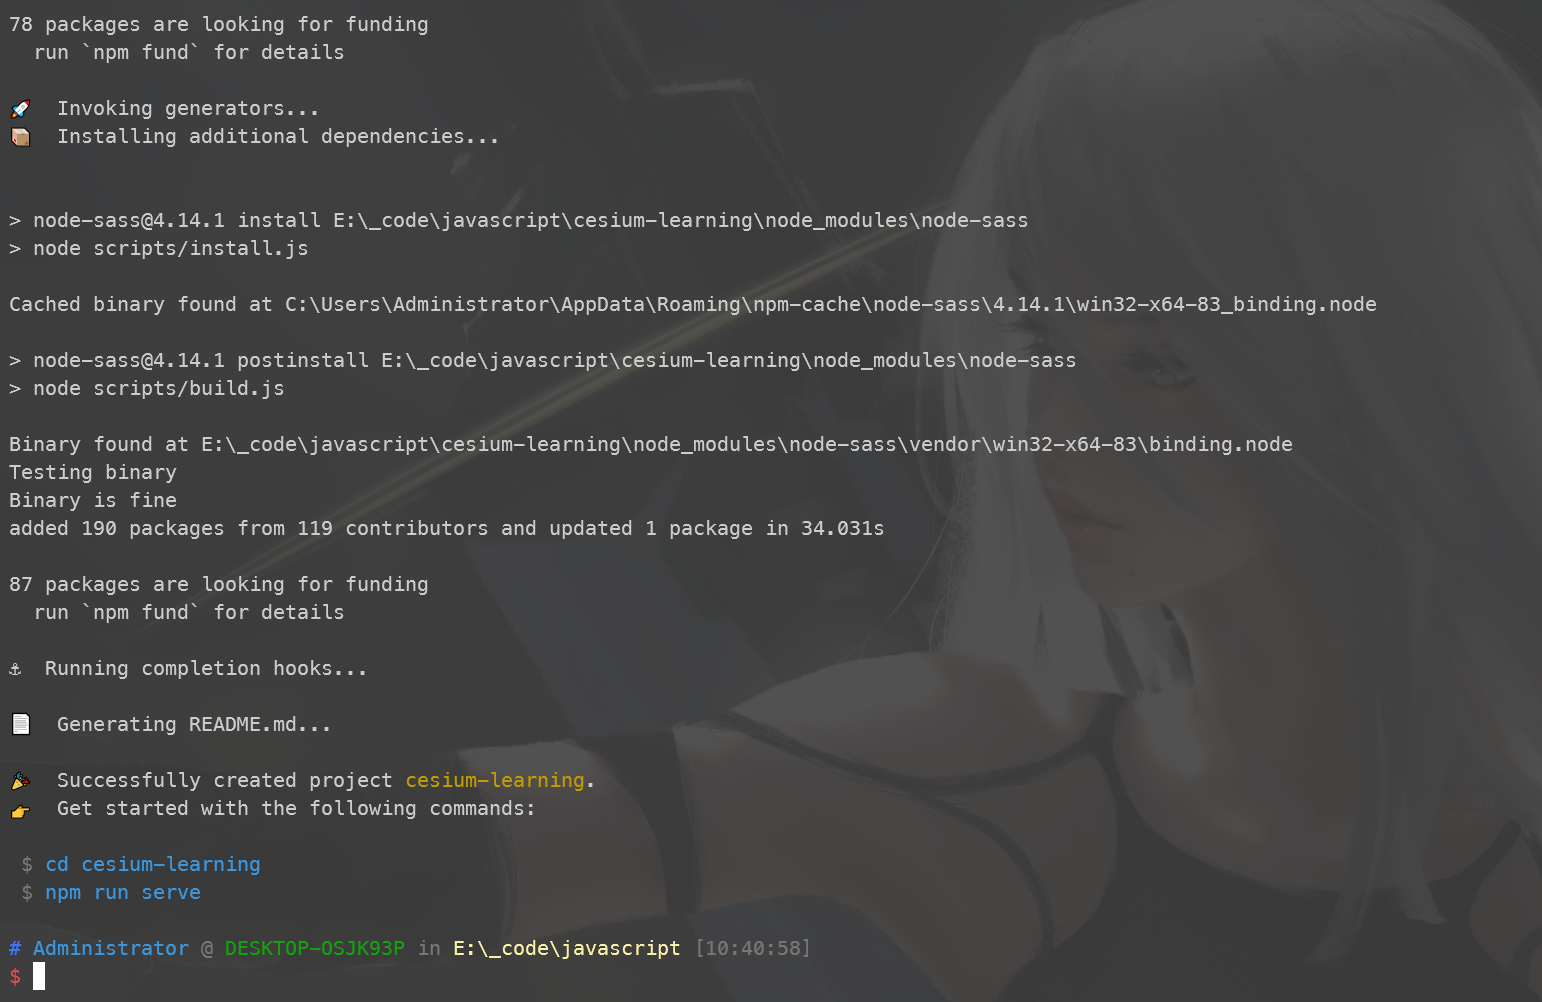 78 packages are looking for funding
  run `npm fund` for details
🚀  Invoking generators...
📦  Installing additional dependencies...
> node-sass@4.14.1 install E:\_code\javascript\cesium-learning\node_modules\node-sass
> node scripts/install.js
Cached binary found at C:\Users\Administrator\AppData\Roaming\npm-cache\node-sass\4.14.1\win32-x64-83_binding.node
> node-sass@4.14.1 postinstall E:\_code\javascript\cesium-learning\node_modules\node-sass
> node scripts/build.js
Binary found at E:\_code\javascript\cesium-learning\node_modules\node-sass\vendor\win32-x64-83\binding.node
Testing binary
Binary is fine
added 190 packages from 119 contributors and updated 1 package in 34.031s
87 packages are looking for funding
  run `npm fund` for details
⚓  Running completion hooks...
📄  Generating README.md...
🎉  Successfully created project cesium-learning.
👉  Get started with the following commands:
 $ cd cesium-learning
 $ npm run serve
# Administrator @ DESKTOP-OSJK93P in E:\_code\javascript [10:40:58]
$